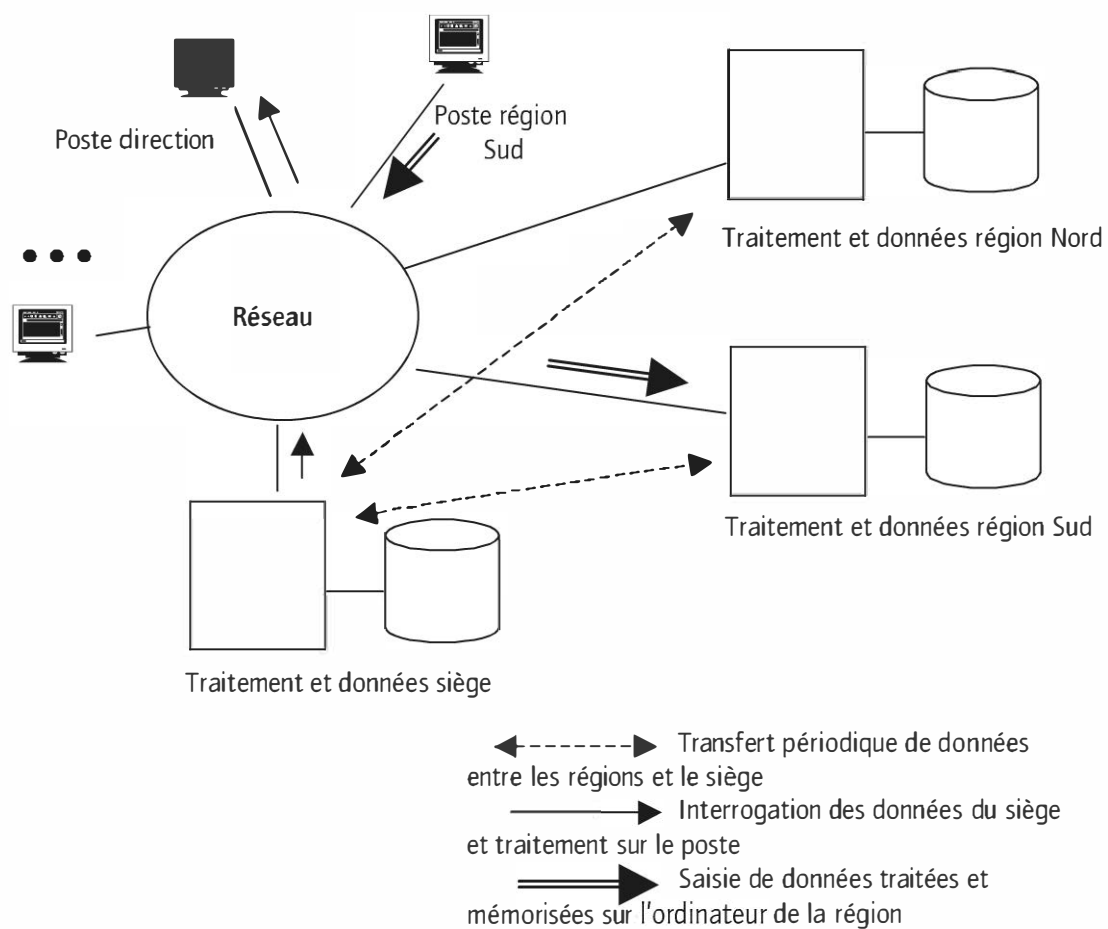 Poste direction
Poste région
Sud
Réseau
Traitement et données région Nord
Traitement et données région Sud
Traitement et données siège
Transfert périodique de données
entre les régions et le siège
Interrogation des données du siège
et traitement sur le poste
Saisie de données traitées et
mémorisées sur l'ordinateur de la région